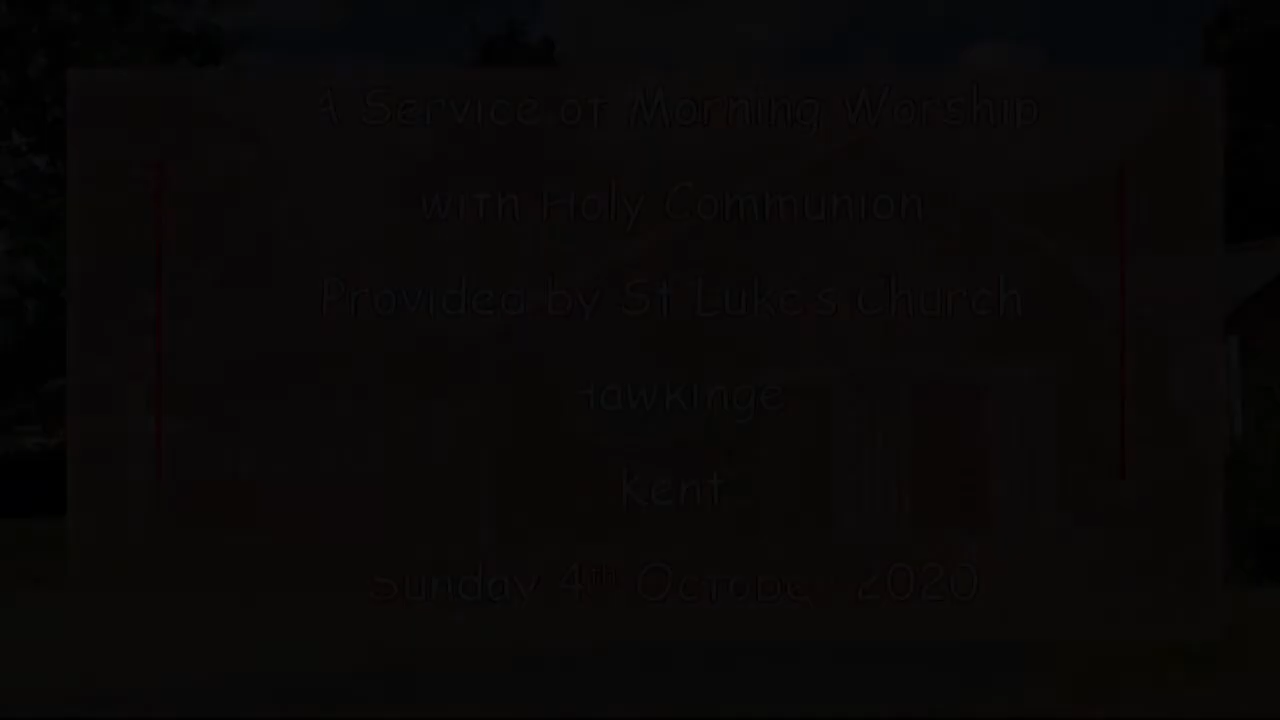 A Service of Morning Worship
with Holy Communion
Provided by St Luke's Church
Hawkinge
Kent
Sunday 4th October 2020